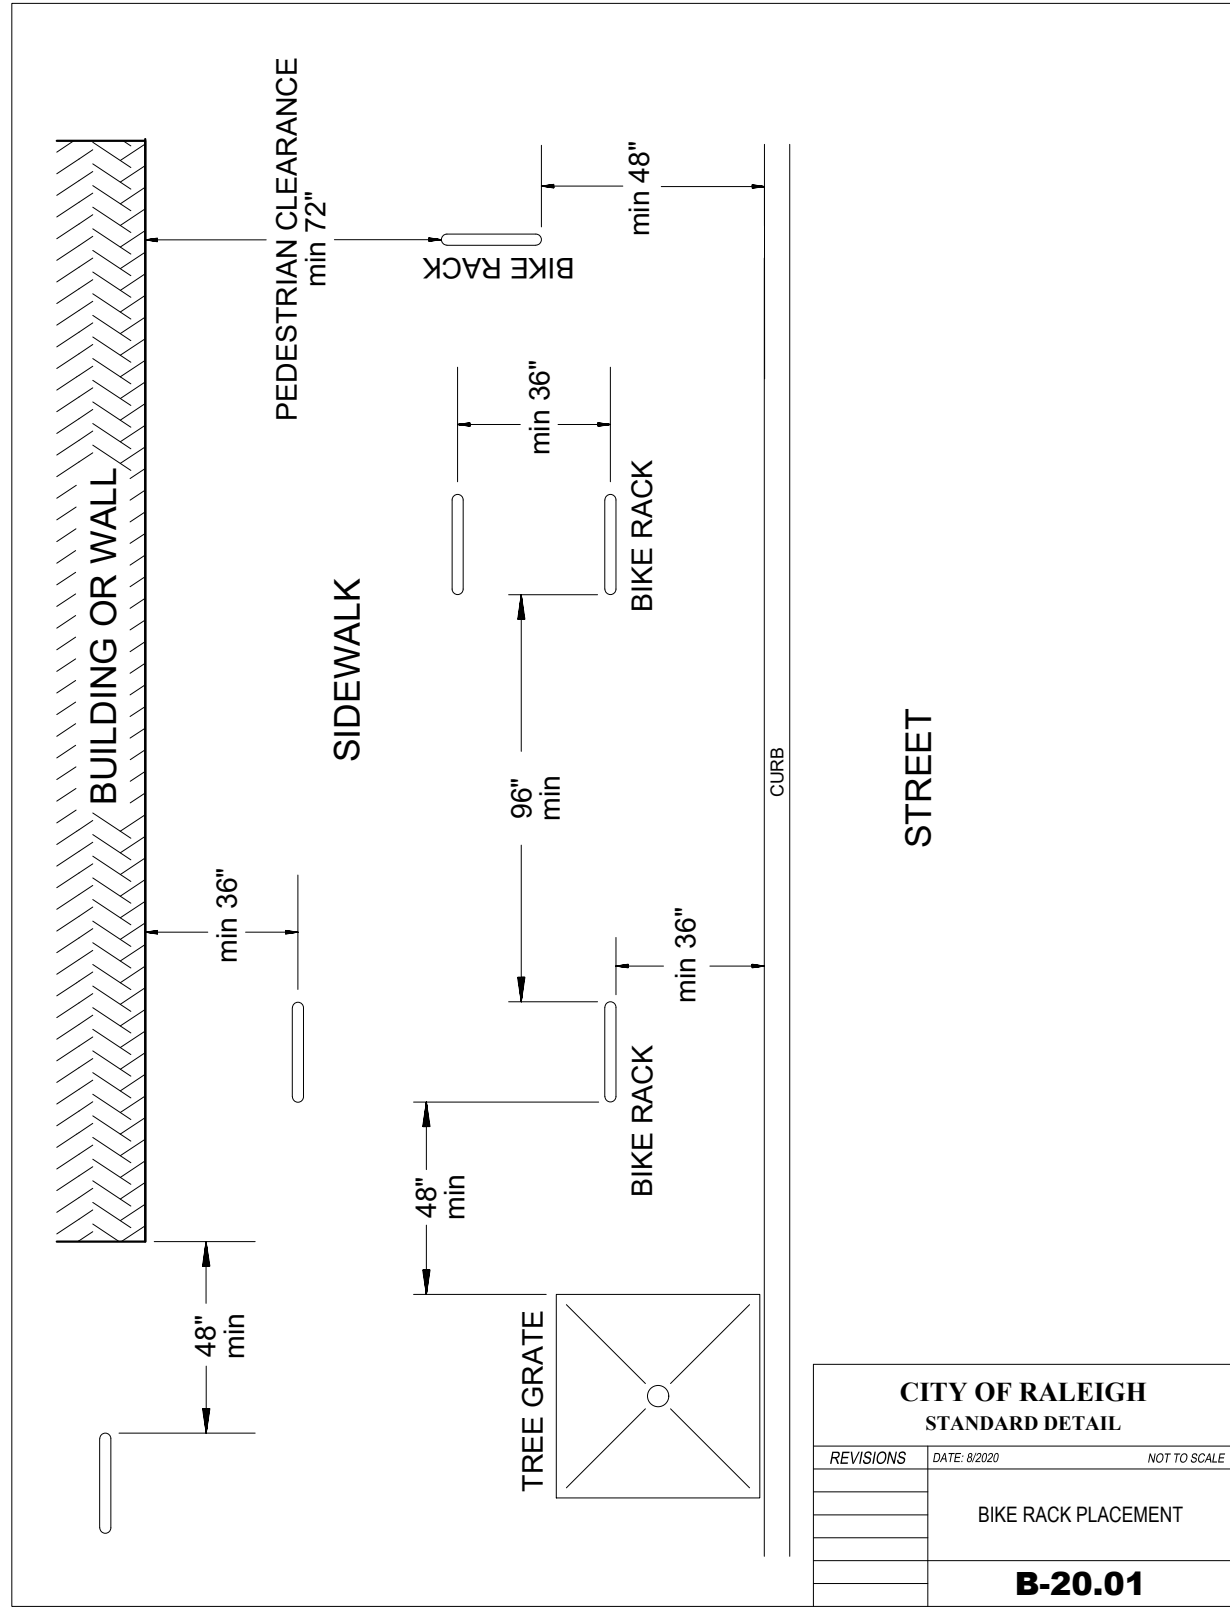 PEDESTRIAN CLEARANCE
min 72"
min 48"
BIKE RACK
min 36"
BIKE RACK
BUILDING OR WALL
SIDEWALK
96"
min
CURB
STREET
min 36"
min 36"
BIKE RACK
48"
min
48"
min
TREE GRATE
CITY OF RALEIGH
STANDARD DETAIL
REVISIONS
DATE: 8/2020
NOT TO SCALE
BIKE RACK PLACEMENT
B-20.01